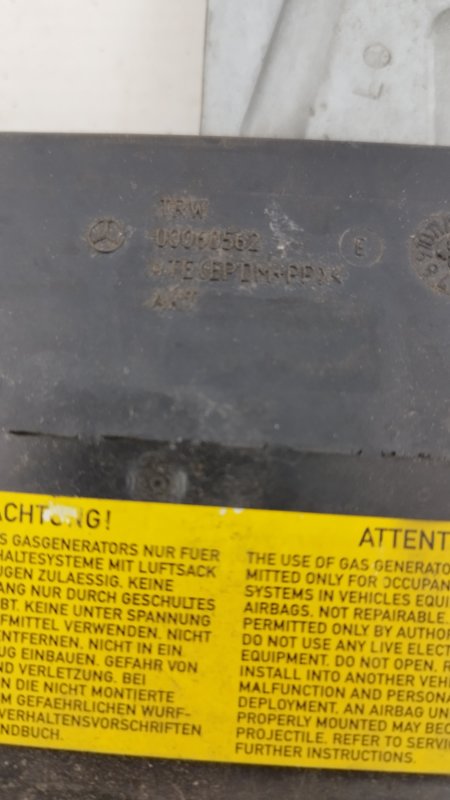 TRW
00060562
E
ACHTUNG!
S GASGENERATORS NUR FUER
HALTESYSTEME MIT LUFTSACK
UGEN ZULAESSIG. KEINE
ANG NUR DURCH GESCHULTES
BT. KEINE UNTER SPANNUNG
FMITTEL VERWENDEN. NICHT
ENTFERNEN. NICHT IN EIN
UG EINBAUEN. GEFAHR VON
ND VERLETZUNG. BEI
N DIE NICHT MONTIERTE
M GEFAEHRLICHEN WURF-
VERHALTENSVORSCHRIFTEN
NDBUCH.
ATTENT
THE USE OF GAS GENERATO
MITTED ONLY FOR OCCUPAN
SYSTEMS IN VEHICLES EQUI
AIRBAGS. NOT REPAIRABLE.
PERMITTED ONLY BY AUTHOR
DO NOT USE ANY LIVE ELECT
EQUIPMENT. DO NOT OPEN, R
INSTALL INTO ANOTHER VEHI
MALFUNCTION AND PERSONA
DEPLOYMENT. AN AIRBAG UN
PROPERLY MOUNTED MAY BEC
PROJECTILE. REFER TO SERVIC
FURTHER INSTRUCTIONS.